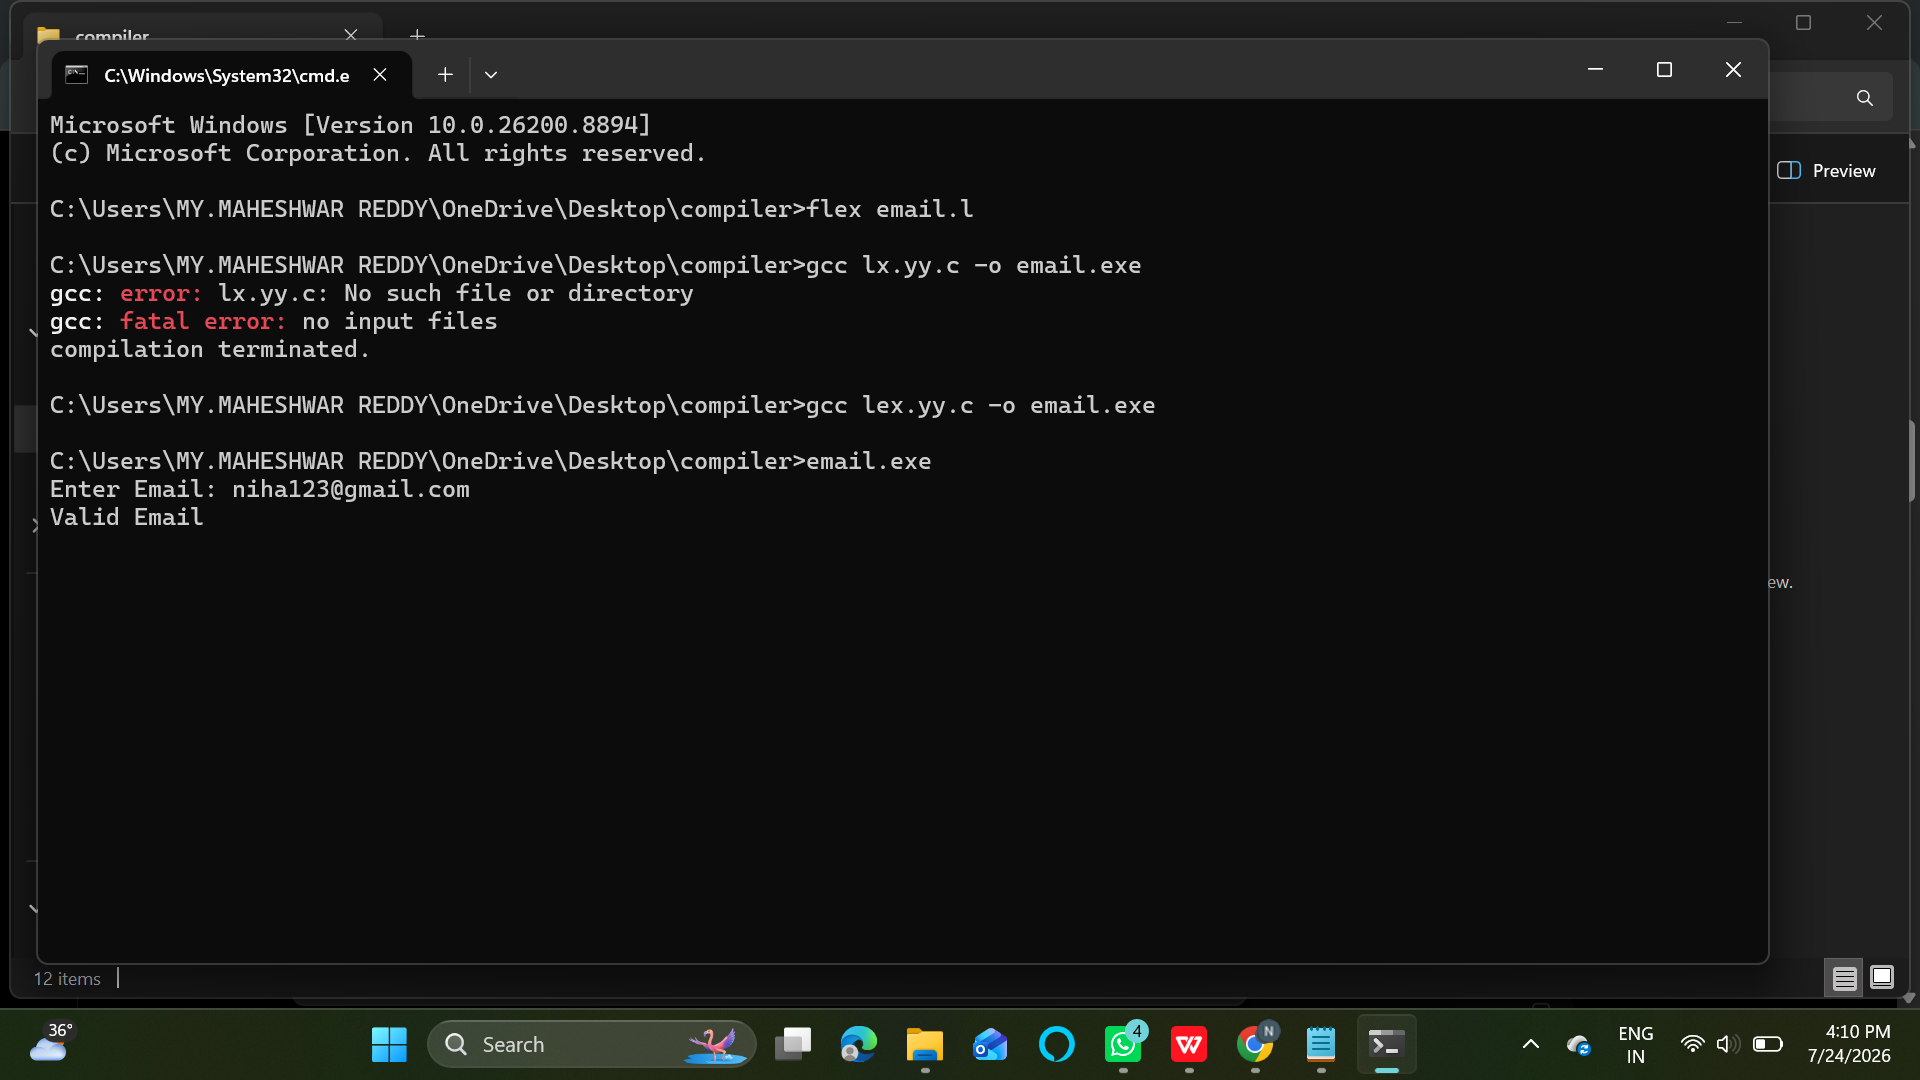 compiler
C:\Windows\System32\cmd.e
Microsoft Windows [Version 10.0.26200.8894]
(c) Microsoft Corporation. All rights reserved.
Preview
C:\Users\MY.MAHESHWAR REDDY\OneDrive\Desktop\compiler>flex email.l
C:\Users\MY.MAHESHWAR REDDY\OneDrive\Desktop\compiler>gcc lx.yy.c -o email.exe
gcc: error: lx.yy.c: No such file or directory
gcc: fatal error: no input files
compilation terminated.
C:\Users\MY.MAHESHWAR REDDY\OneDrive\Desktop\compiler>gcc lex.yy.c -o email.exe
C:\Users\MY.MAHESHWAR REDDY\OneDrive\Desktop\compiler>email.exe
Enter Email: niha123@gmail.com
Valid Email
ew.
12 items
36°
Search
4
N
ENG
IN
4:10 PM
7/24/2026